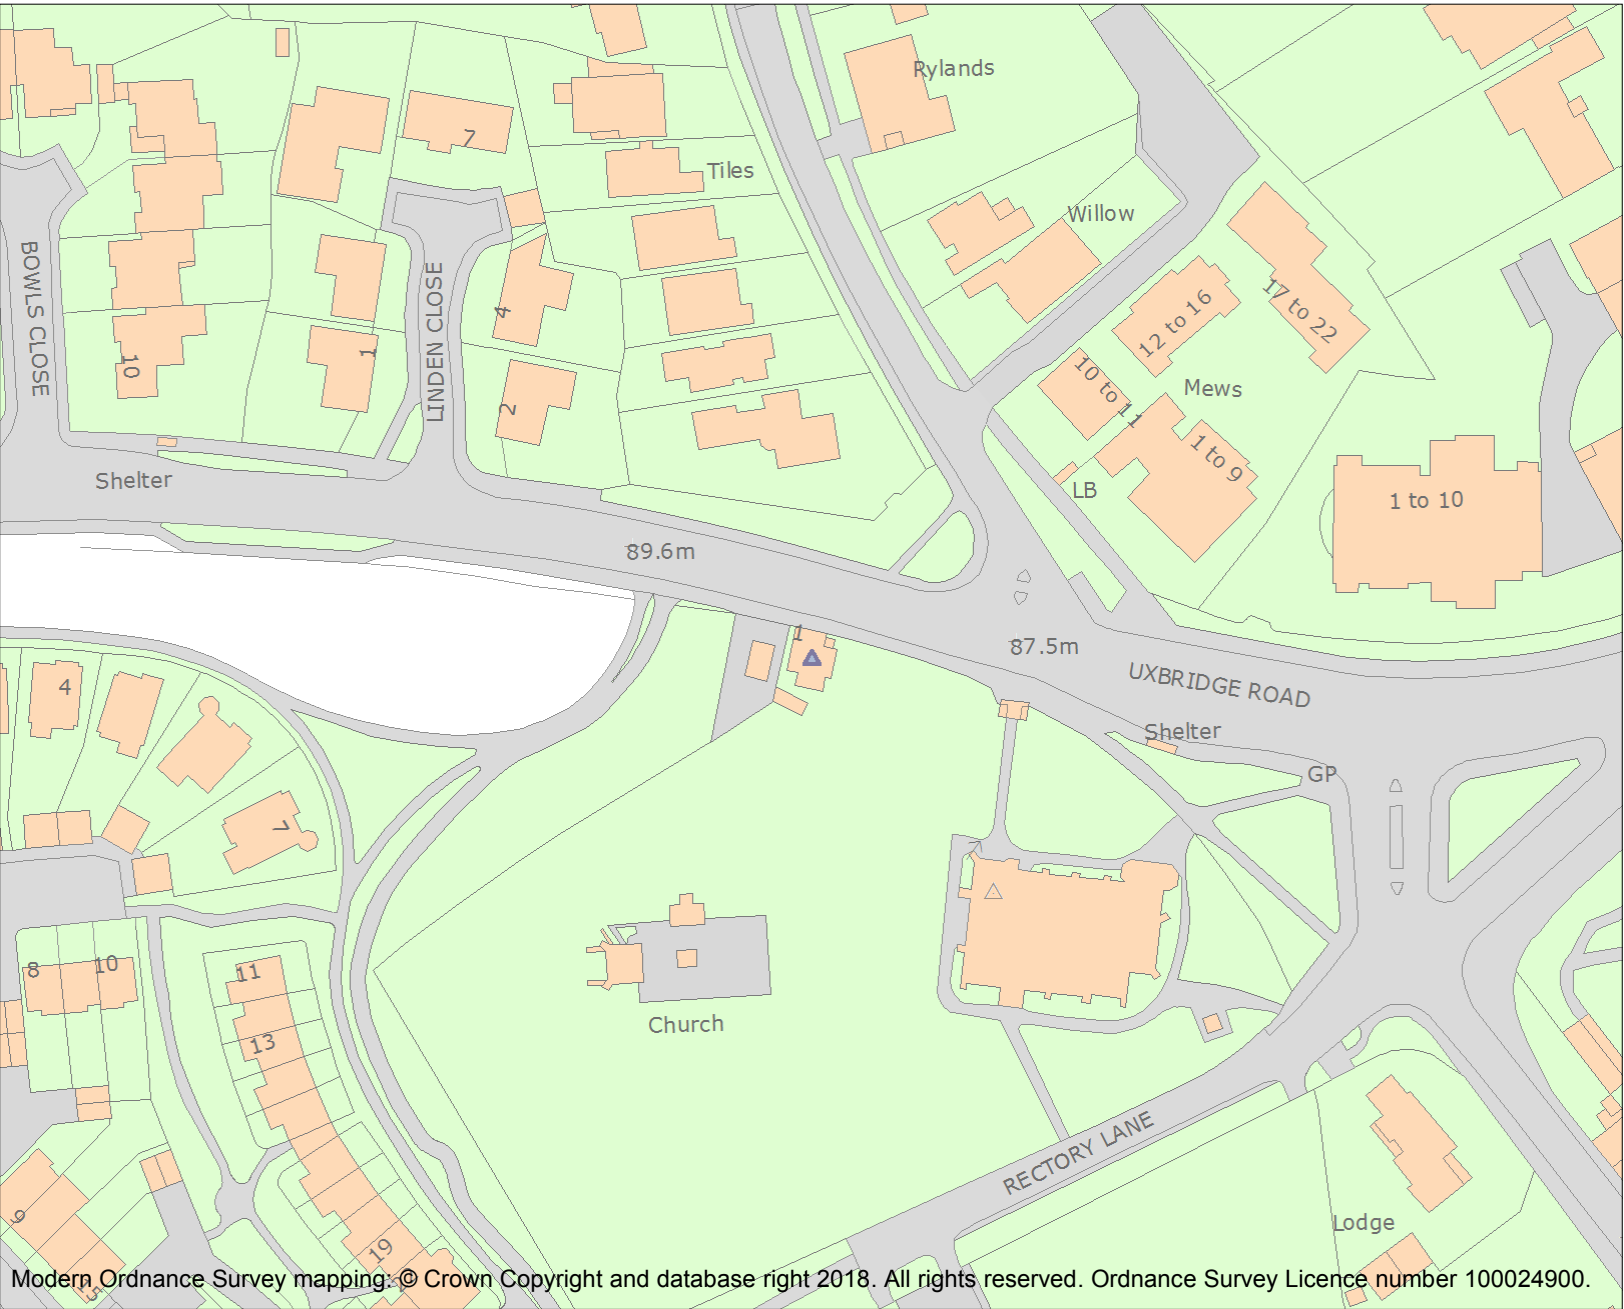 Rylands
7
Tiles
Willow
BOWLS CLOSE
LINDEN CLOSE
4
17 to 22
12 to 16
10
1
10 to 11
Mews
2
1 to 9
Shelter
LB
1 to 10
89.6m
1
87.5m
UXBRIDGE ROAD
4
Shelter
GP
7
8
10
11
Church
13
RECTORY LANE
9
Lodge
19
15
Modern Ordnance Survey mapping: © Crown Copyright and database right 2018. All rights reserved. Ordnance Survey Licence number 100024900.